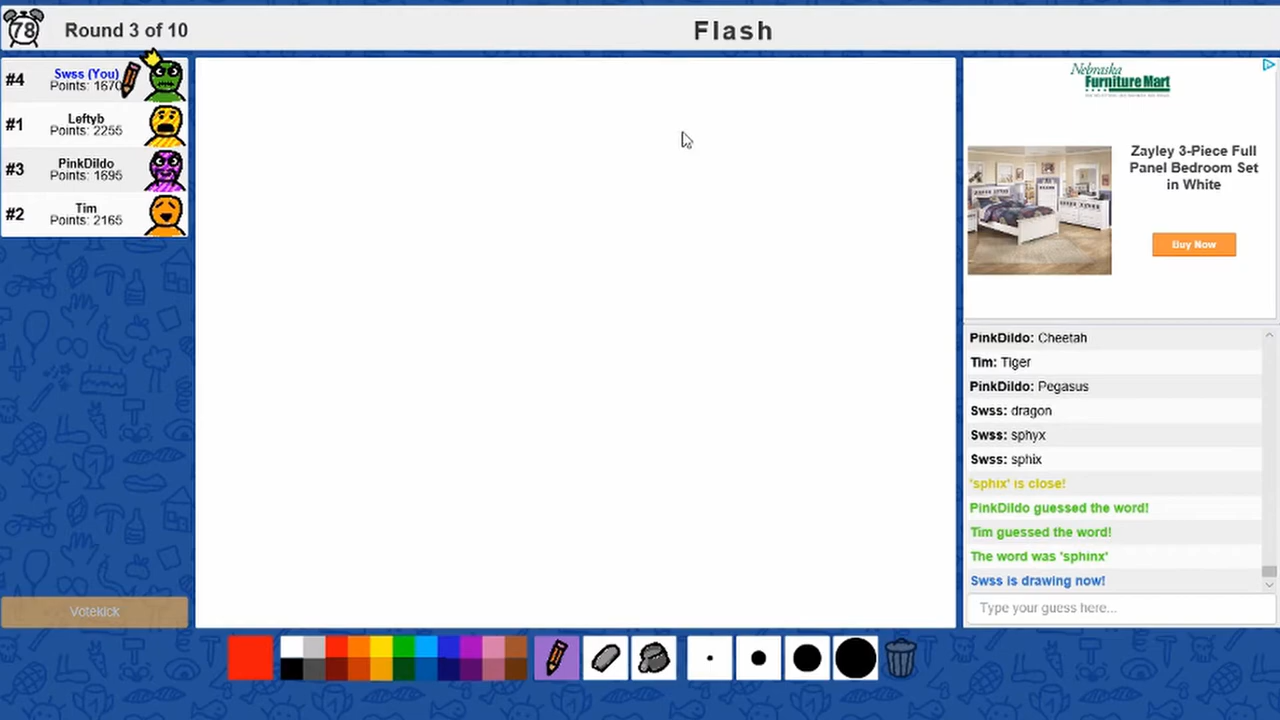 78
Round 3 of 10
Flash
#4
Swss (You)
Points: 1670
#1
Leftyb
Points: 2255
#3
PinkDildo
Points: 1695
#2
Tim
Points: 2165
Votekick
Nebraska
Furniture Mart
Zayley 3-Piece Full
Panel Bedroom Set
in White
Buy Now
PinkDildo: Cheetah
Tim: Tiger
PinkDildo: Pegasus
Swss: dragon
Swss: sphyx
Swss: sphix
'sphix' is close!
PinkDildo guessed the word!
Tim guessed the word!
The word was 'sphinx'
Swss is drawing now!
Type your guess here...